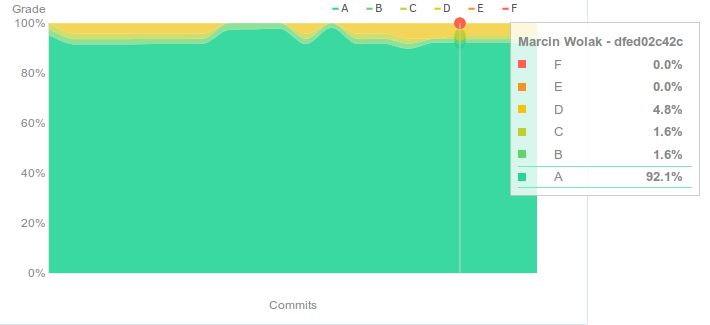 Grade
A B C D E F
100%
80%
60%
40%
20%
0%
Commits
Marcin Wolak - dfed02c42c
F 0.0%
E 0.0%
D 4.8%
C 1.6%
B 1.6%
A 92.1%